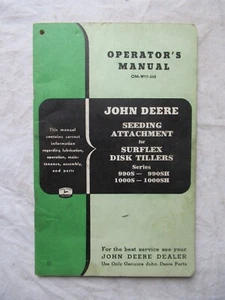 OPERATOR'S
MANUAL
JOHN DEERE
SEEDING
ATTACHMENT
for
SURFLEX
DISK TILLERS
Series
990S — 990SH
1000S — 1000SH
This manual
contains correct
information
regarding lubrication,
operation, main-
tenance, assembly,
and parts
For the best service see your
JOHN DEERE DEALER
Use Only Genuine John Deere Parts